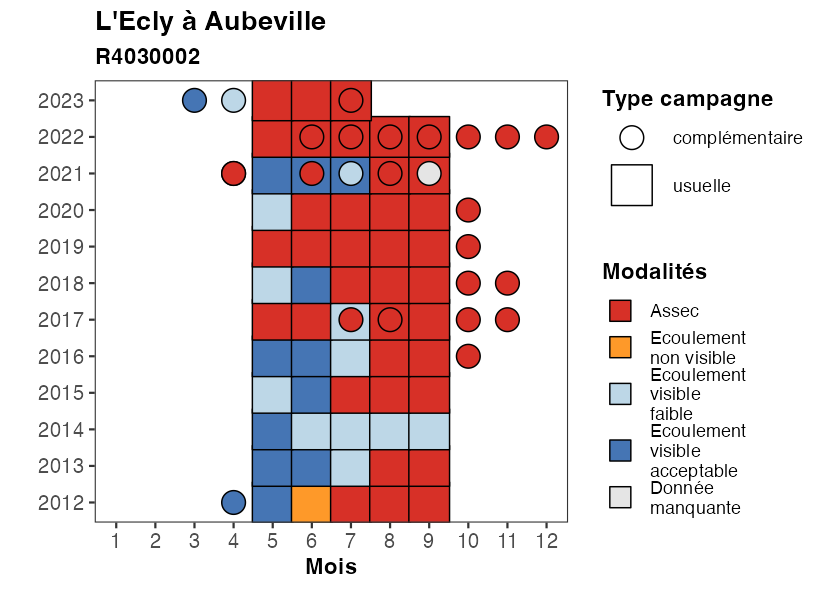 L'Ecly à Aubeville
R4030002
2023
2022
2021
2020
2019
2018
2017
2016
2015
2014
2013
2012
1 2 3 4 5 6 7 8 9 10 11 12
Mois
Type campagne
complémentaire
usuelle
Modalités
Assec
Ecoulement
non visible
Ecoulement
visible
faible
Ecoulement
visible
acceptable
Donnée
manquante